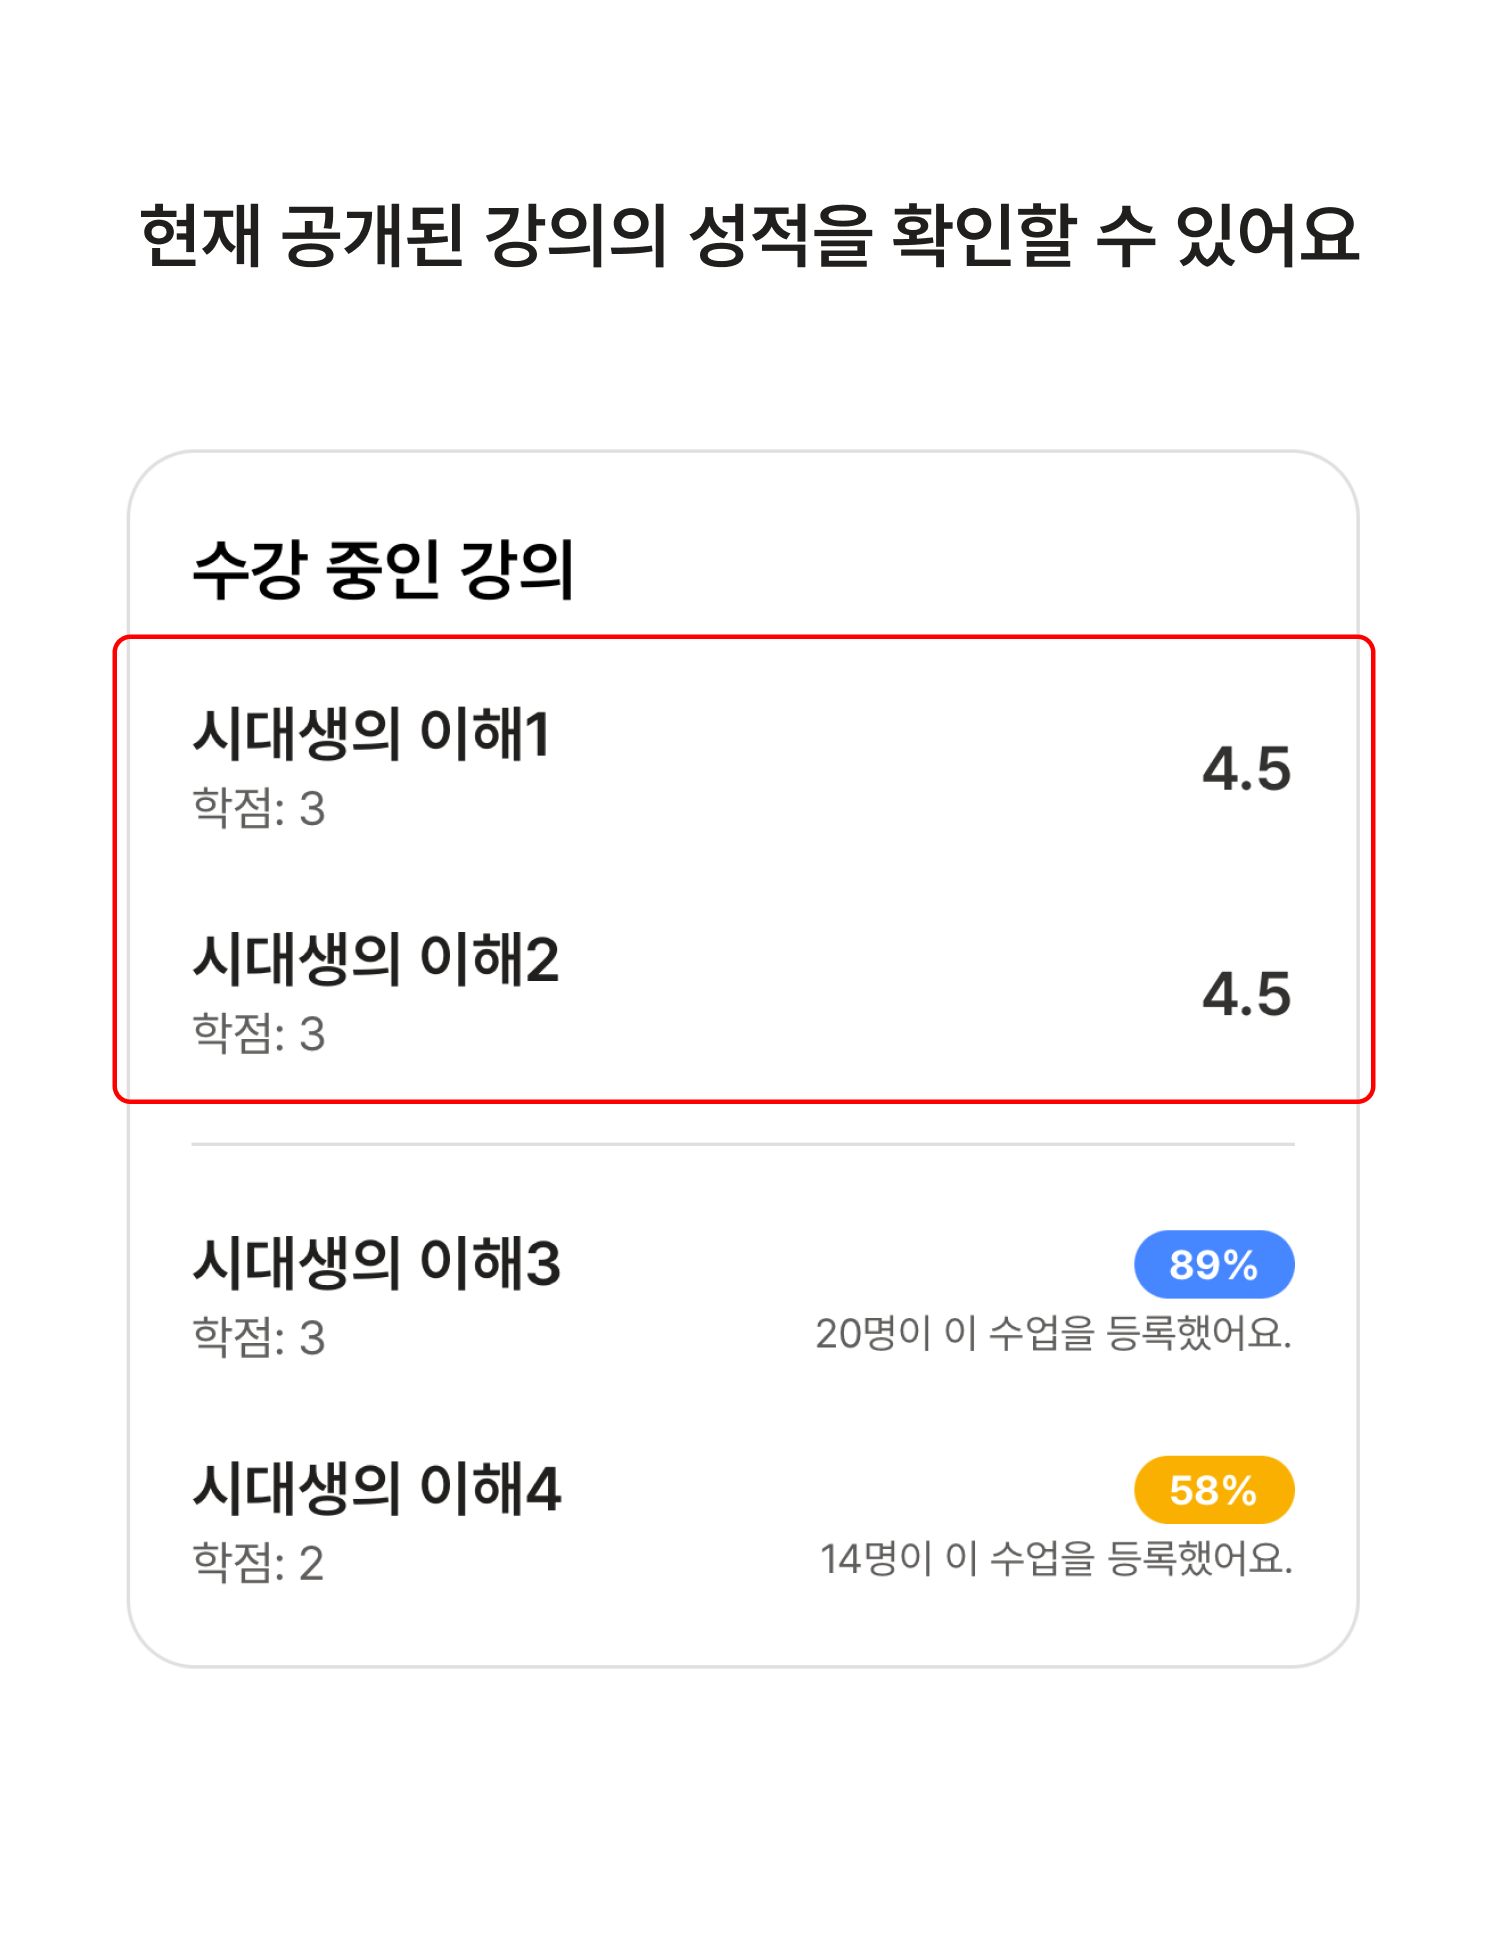 현재 공개된 강의의 성적을 확인할 수 있어요
수강 중인 강의
시대생의 이해1
학점: 3
4.5
시대생의 이해2
학점: 3
4.5
시대생의 이해3
학점: 3
89%
20명이 이 수업을 등록했어요.
시대생의 이해4
학점: 2
58%
14명이 이 수업을 등록했어요.